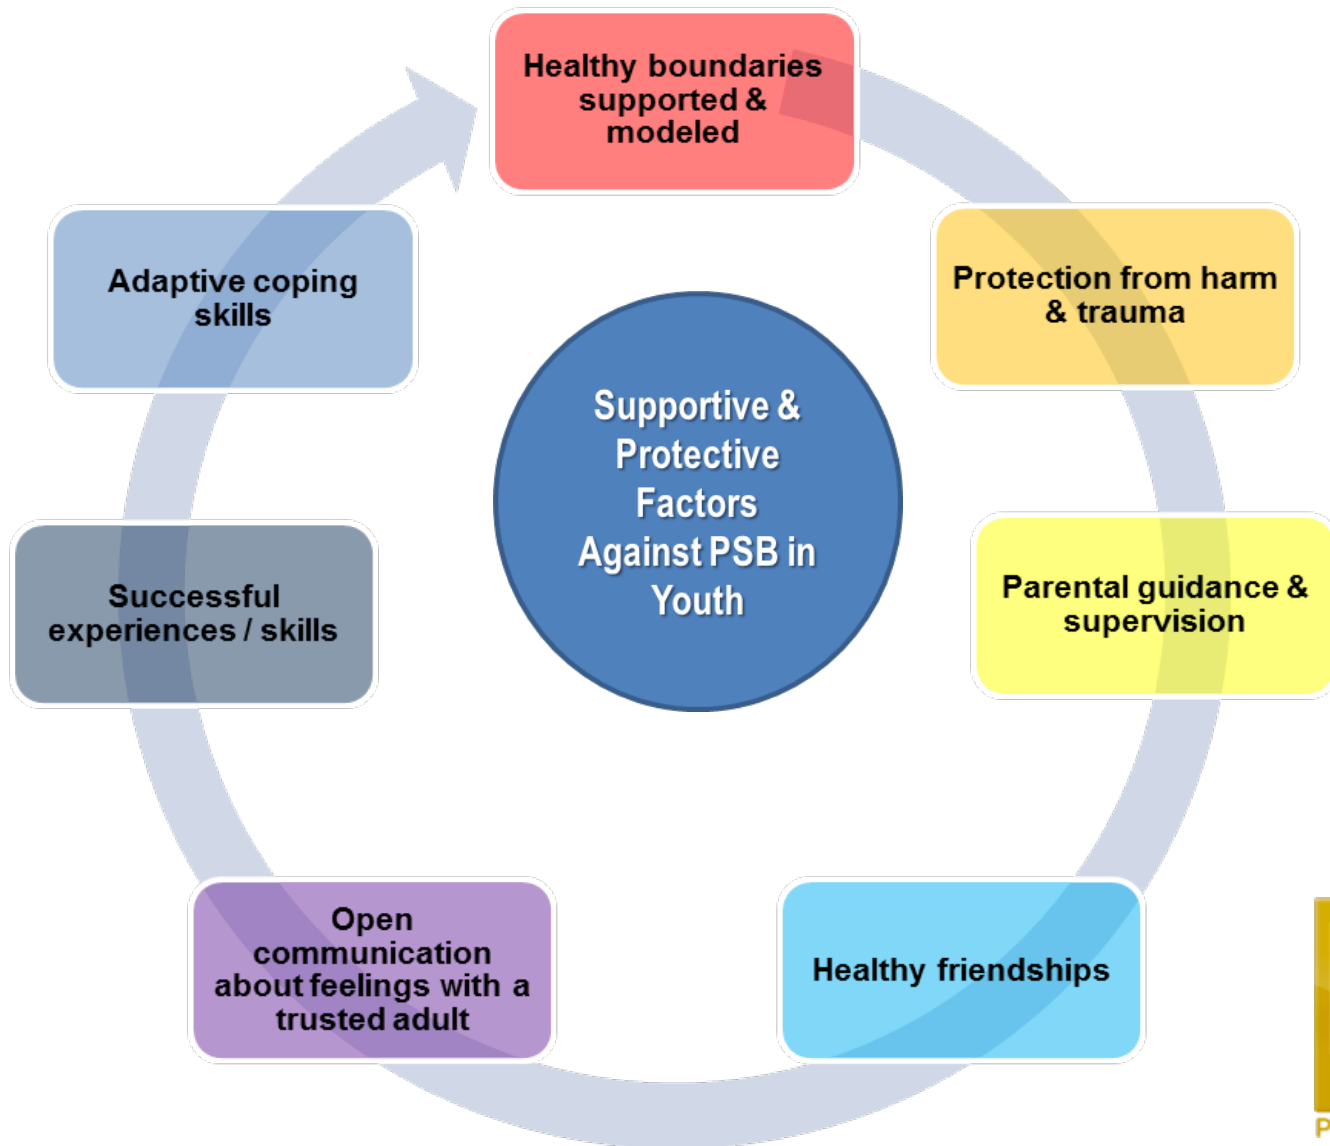 Healthy boundaries
supported &
modeled
Protection from harm
& trauma
Parental guidance &
supervision
Healthy friendships
Open
communication
about feelings with a
trusted adult
Successful
experiences / skills
Adaptive coping
skills
Supportive &
Protective
Factors
Against PSB in
Youth
P